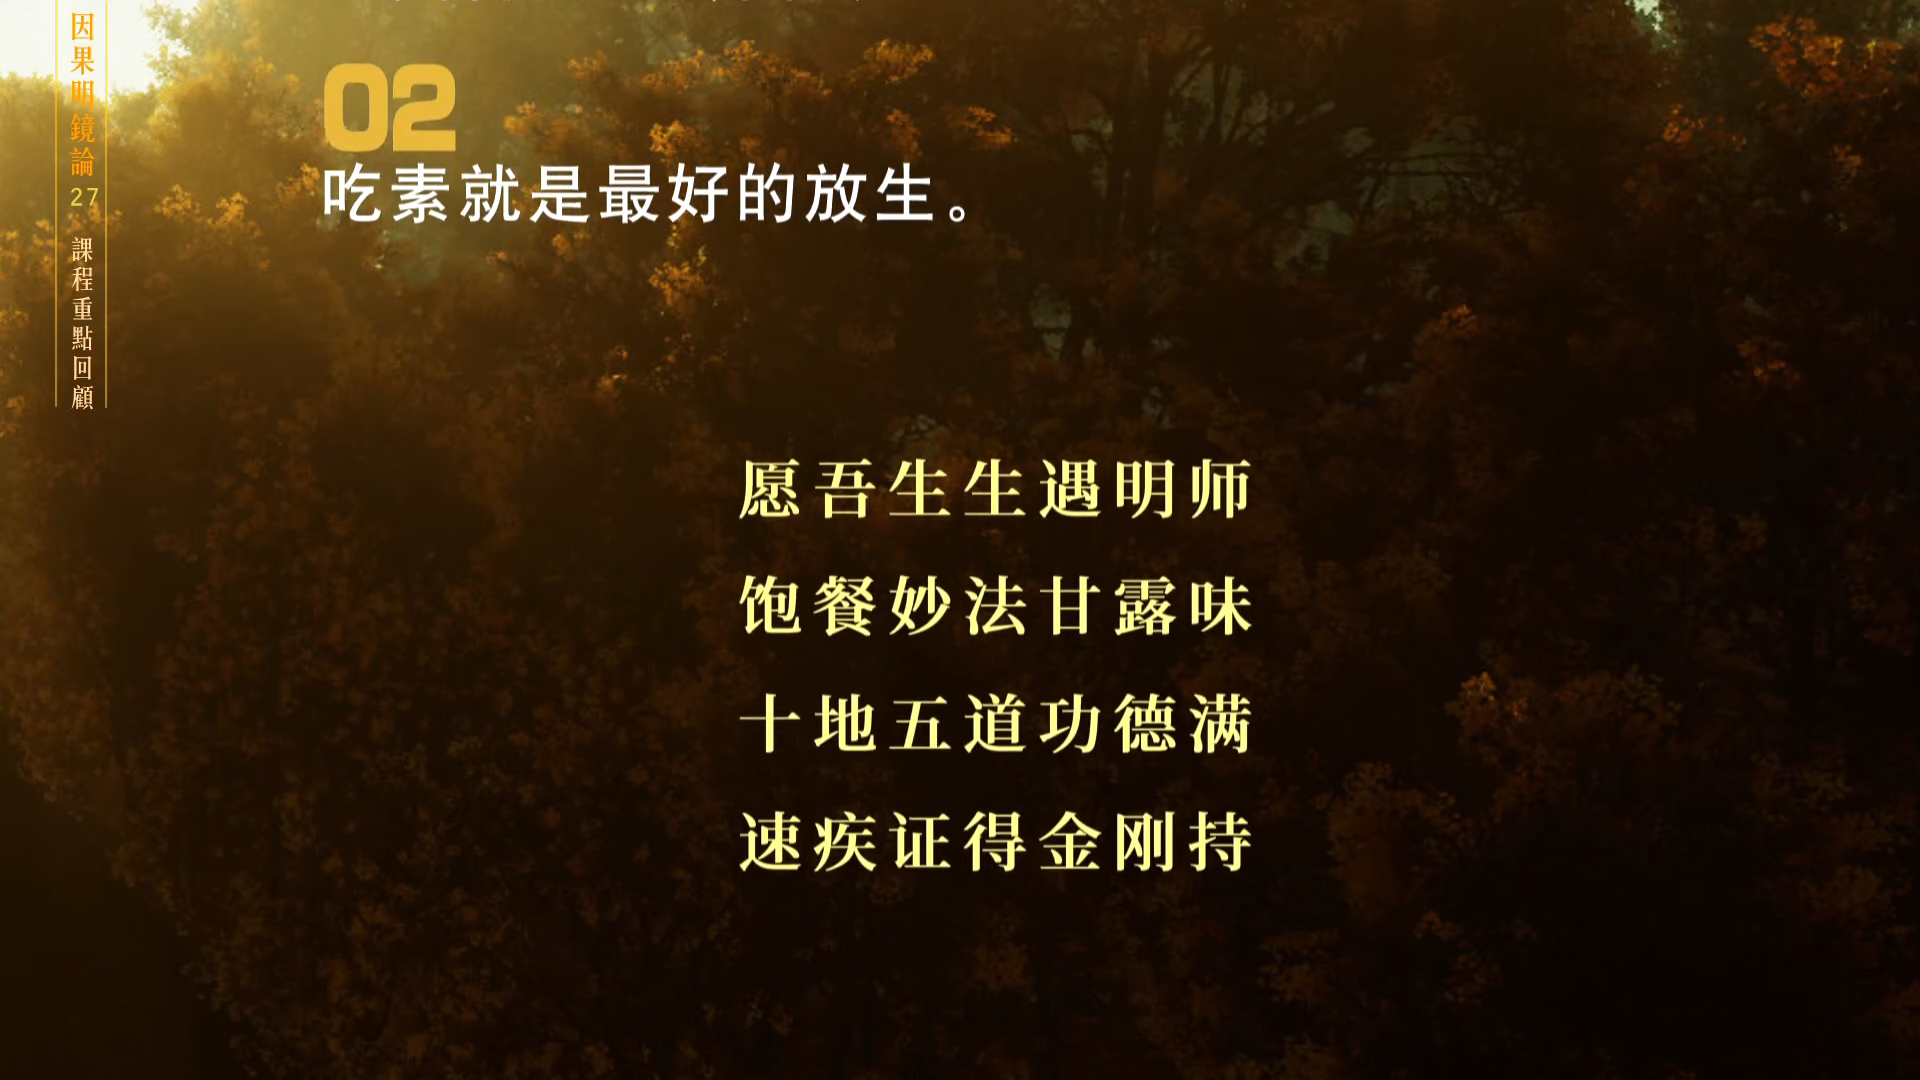 因果明鏡論
27
課程重點回顧
02
吃素就是最好的放生。
愿吾生生遇明师
饱餐妙法甘露味
十地五道功德满
速疾证得金刚持